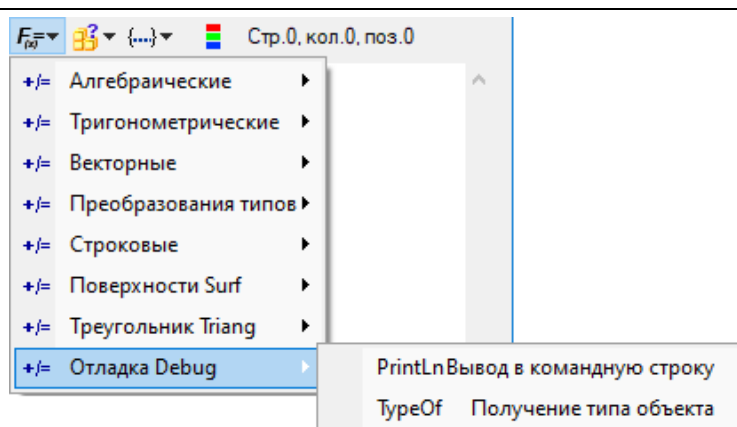 F(x)= {...} Стр.0, кол.0, поз.0
+/= Алгебраические
+/= Тригонометрические
+/= Векторные
+/= Преобразования типов
+/= Строковые
+/= Поверхности Surf
+/= Треугольник Triang
+/= Отладка Debug
PrintLn Вывод в командную строку
TypeOf Получение типа объекта